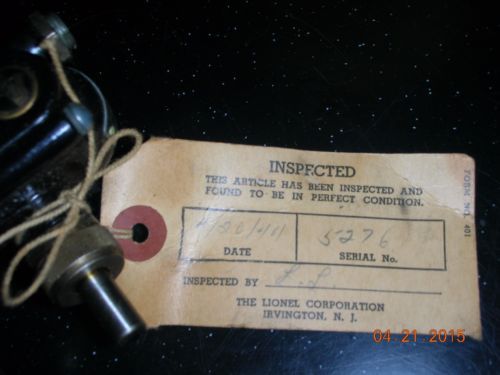 INSPECTED
THIS ARTICLE HAS BEEN INSPECTED AND
FOUND TO BE IN PERFECT CONDITION.
5276
DATE
SERIAL No.
INSPECTED BY L. L.
THE LIONEL CORPORATION
IRVINGTON, N. J.
FORM NO. 401
04.21.2015